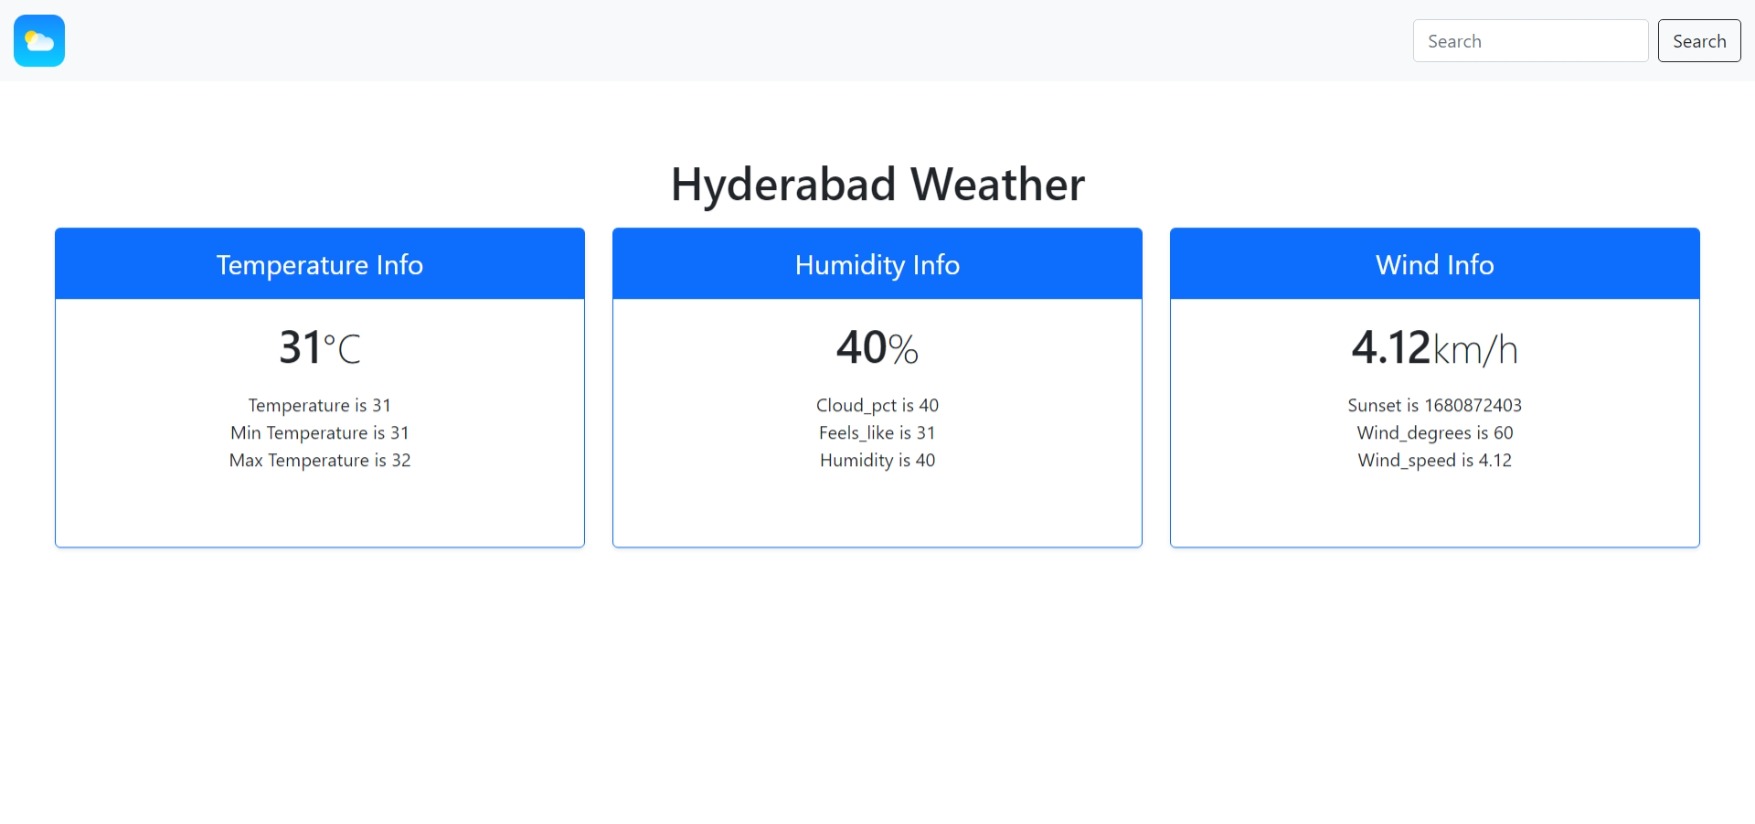 Search
Search
Hyderabad Weather
Temperature Info
31°C
Temperature is 31
Min Temperature is 31
Max Temperature is 32
Humidity Info
40%
Cloud_pct is 40
Feels_like is 31
Humidity is 40
Wind Info
4.12km/h
Sunset is 1680872403
Wind_degrees is 60
Wind_speed is 4.12